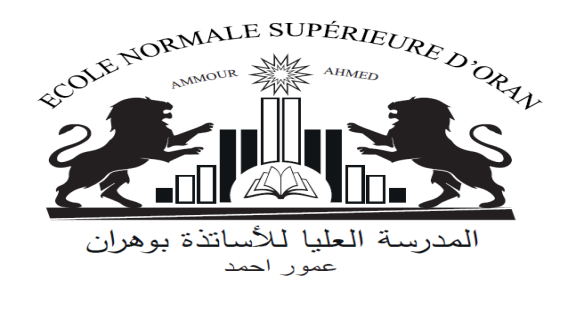 ECOLE NORMALE SUPÉRIEURE D'ORAN
AMMOUR AHMED
المدرسة العليا للأساتذة بوهران
عمور احمد